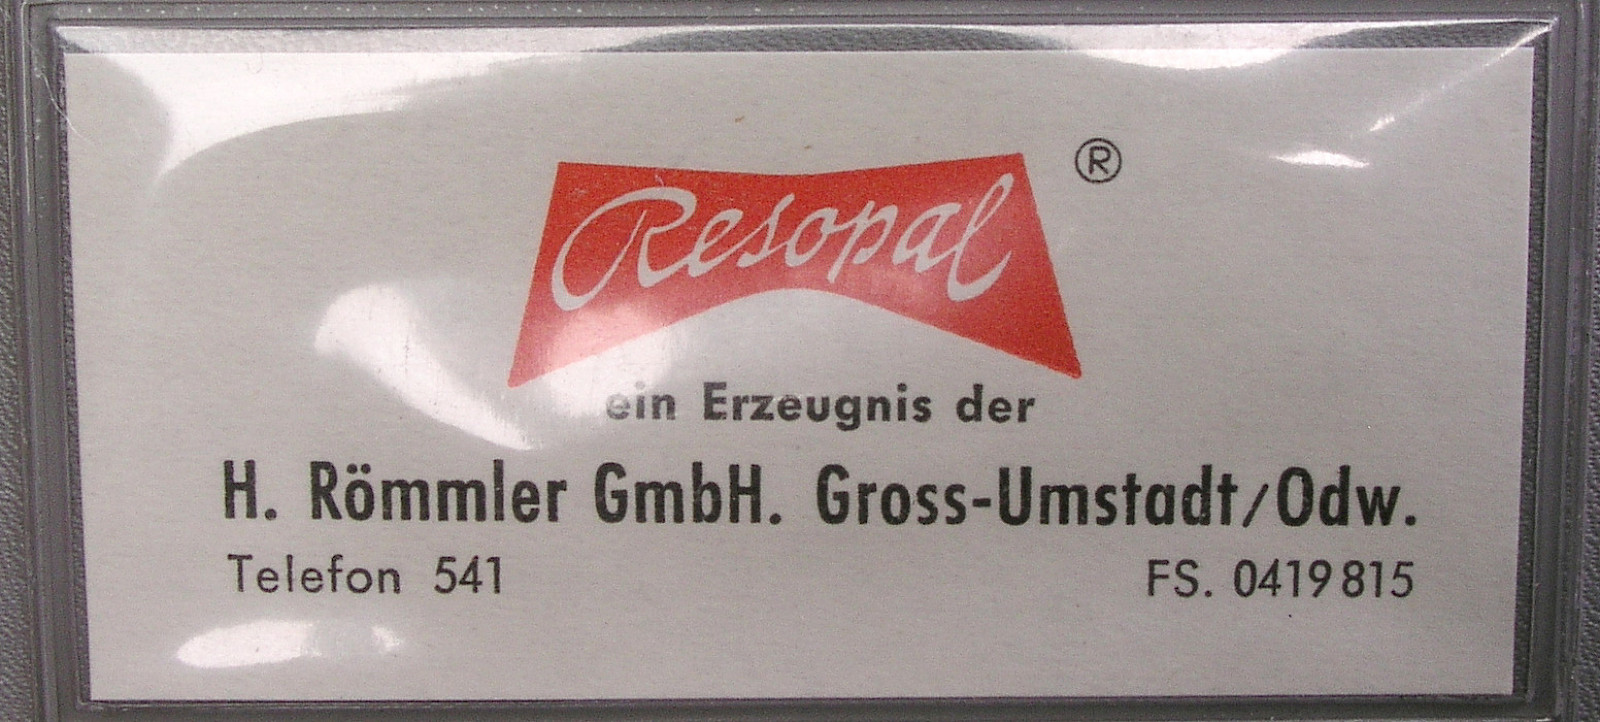 Resopal ®
ein Erzeugnis der
H. Römmler GmbH. Gross-Umstadt/Odw.
Telefon 541 FS. 0419815